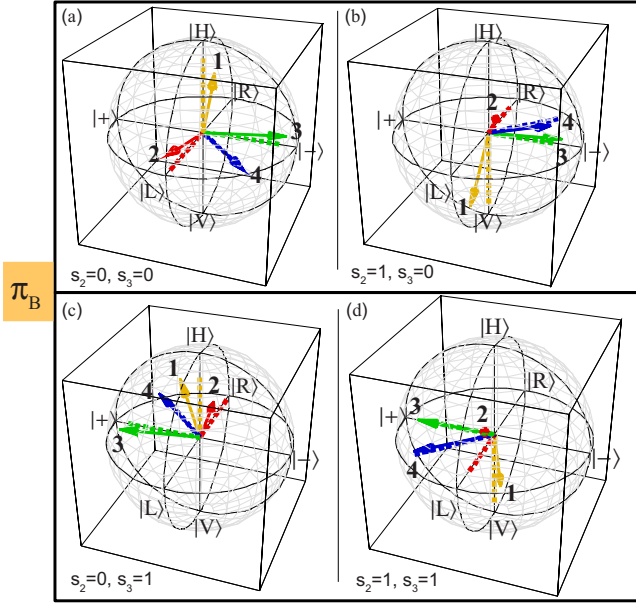 (a)
|H⟩
1
|R⟩
|+⟩
2
3
|−⟩
4
|L⟩
|V⟩
s₂=0, s₃=0
(b)
|H⟩
|R⟩
2
|+⟩
4
3
|−⟩
|L⟩
1
|V⟩
s₂=1, s₃=0
π_B
(c)
|H⟩
1
4
2
|R⟩
|+⟩
3
|−⟩
|L⟩
|V⟩
s₂=0, s₃=1
(d)
|H⟩
|R⟩
3
|+⟩
2
4
|−⟩
1
|L⟩
|V⟩
s₂=1, s₃=1